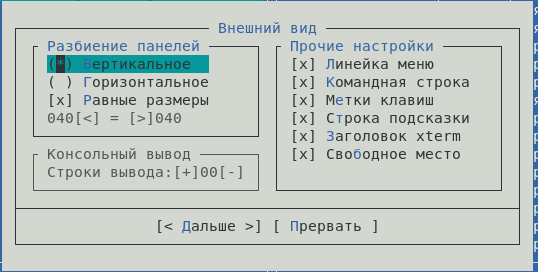 Внешний вид
Разбиение панелей
(*) Вертикальное
( ) Горизонтальное
[x] Равные размеры
040[<] = [>]040
Консольный вывод
Строки вывода:[+]00[-]
Прочие настройки
[x] Линейка меню
[x] Командная строка
[x] Метки клавиш
[x] Строка подсказки
[x] Заголовок xterm
[x] Свободное место
[< Дальше >] [ Прервать ]